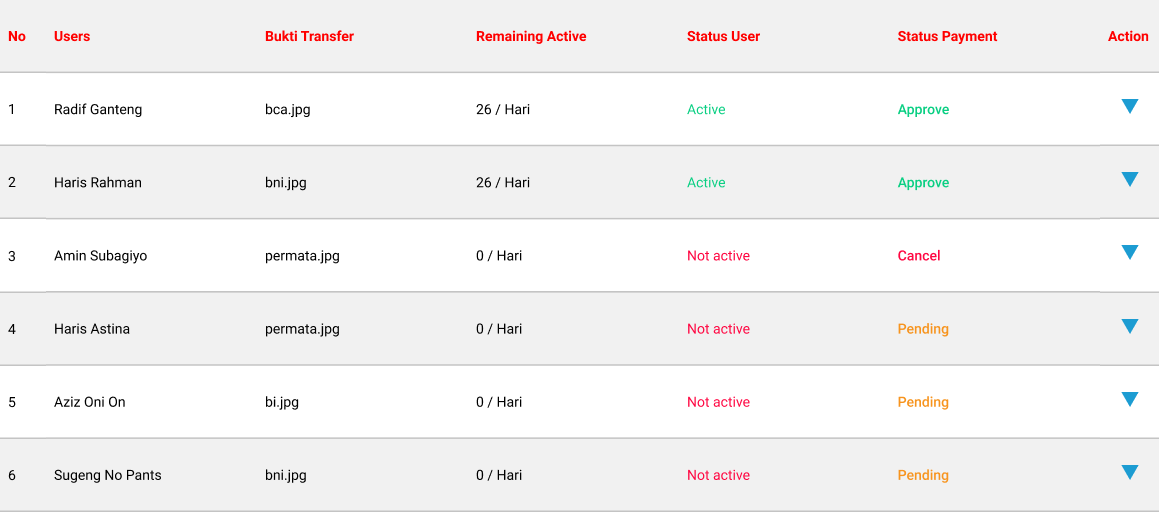 No Users Bukti Transfer Remaining Active Status User Status Payment Action
1 Radif Ganteng bca.jpg 26 / Hari Active Approve
2 Haris Rahman bni.jpg 26 / Hari Active Approve
3 Amin Subagiyo permata.jpg 0 / Hari Not active Cancel
4 Haris Astina permata.jpg 0 / Hari Not active Pending
5 Aziz Oni On bi.jpg 0 / Hari Not active Pending
6 Sugeng No Pants bni.jpg 0 / Hari Not active Pending